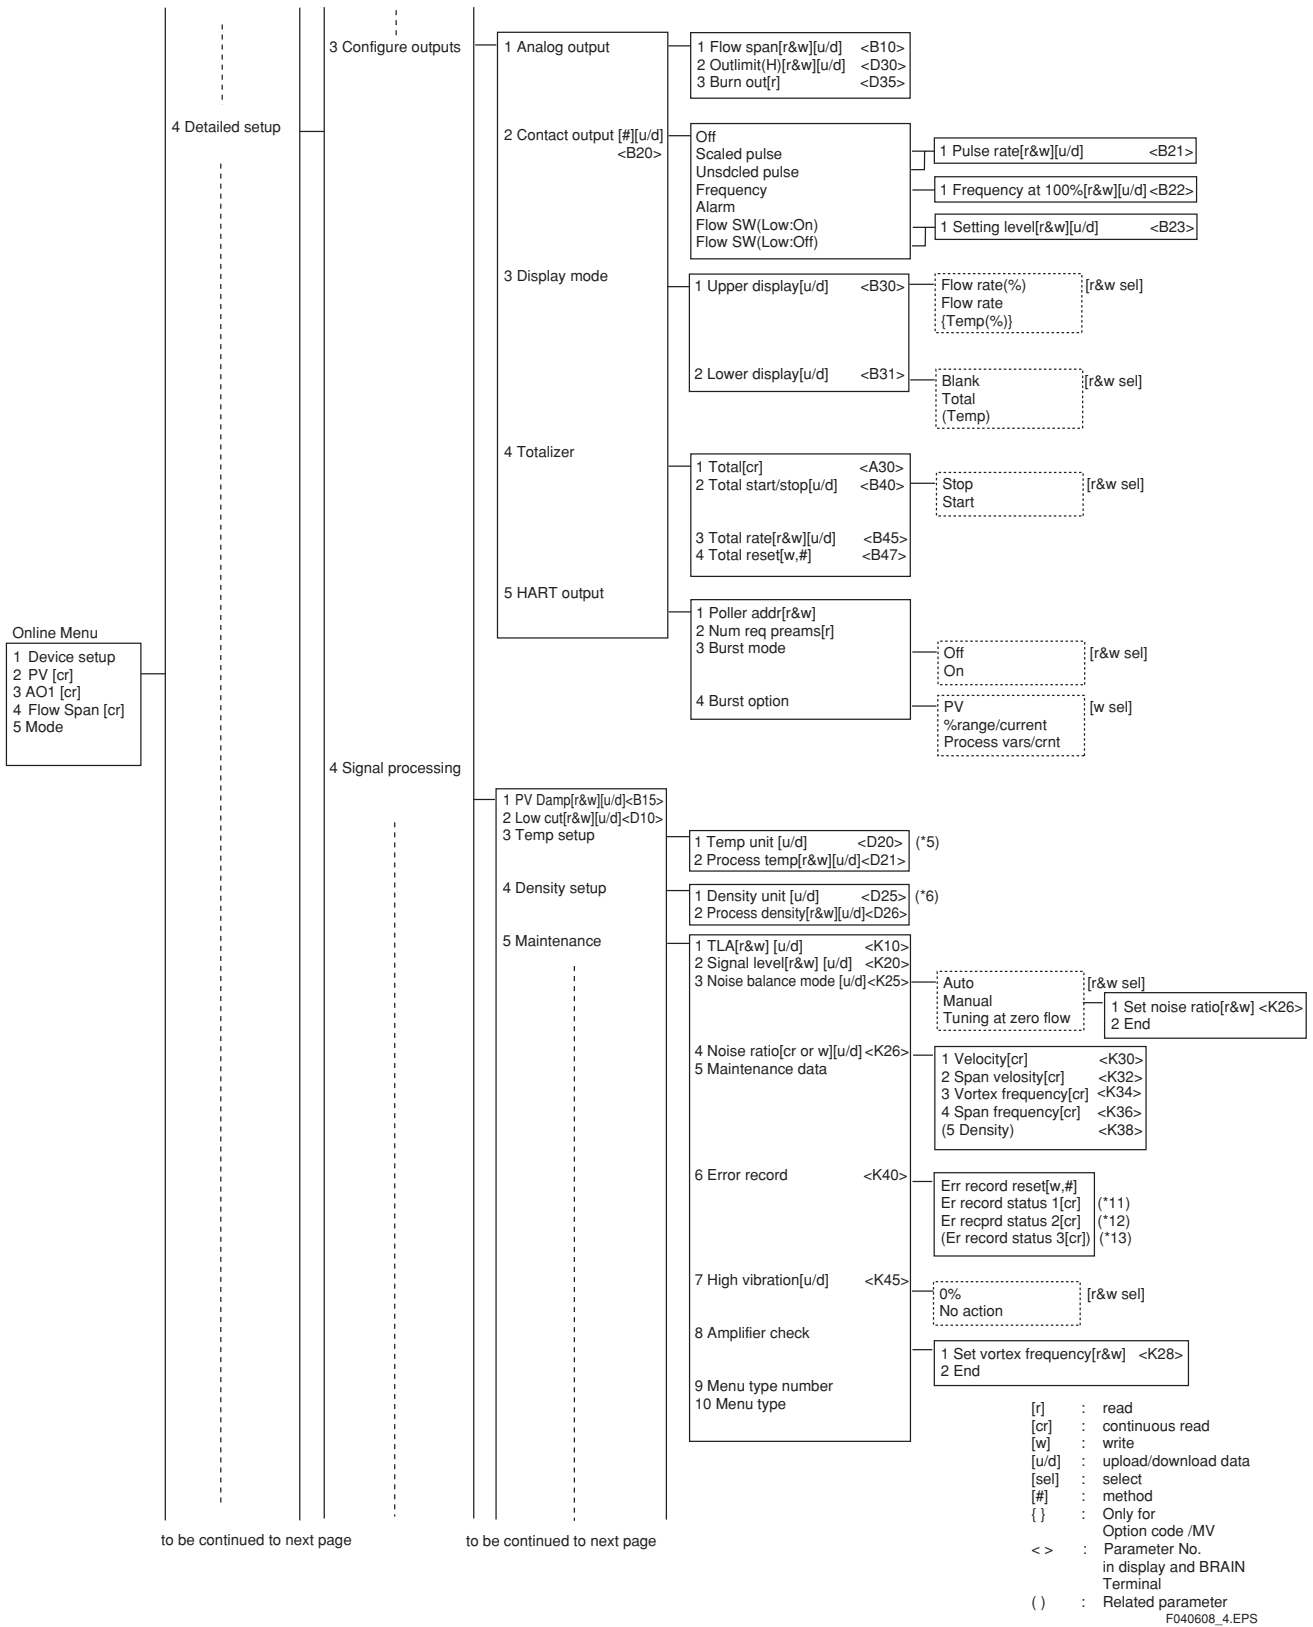 3 Configure outputs
1 Analog output
1 Flow span[r&w][u/d] <B10>
2 Outlimit(H)[r&w][u/d] <D30>
3 Burn out[r] <D35>
4 Detailed setup
2 Contact output [#][u/d]
<B20>
Off
Scaled pulse
Unsdcled pulse
Frequency
Alarm
Flow SW(Low:On)
Flow SW(Low:Off)
1 Pulse rate[r&w][u/d] <B21>
1 Frequency at 100%[r&w][u/d] <B22>
1 Setting level[r&w][u/d] <B23>
3 Display mode
1 Upper display[u/d] <B30>
Flow rate(%)
Flow rate
{Temp(%)}
[r&w sel]
2 Lower display[u/d] <B31>
Blank
Total
(Temp)
[r&w sel]
4 Totalizer
1 Total[cr] <A30>
2 Total start/stop[u/d] <B40>
Stop
Start
[r&w sel]
3 Total rate[r&w][u/d] <B45>
4 Total reset[w,#] <B47>
5 HART output
1 Poller addr[r&w]
2 Num req preams[r]
3 Burst mode
Off
On
[r&w sel]
4 Burst option
PV
%range/current
Process vars/crnt
[w sel]
Online Menu
1 Device setup
2 PV [cr]
3 AO1 [cr]
4 Flow Span [cr]
5 Mode
4 Signal processing
1 PV Damp[r&w][u/d]<B15>
2 Low cut[r&w][u/d]<D10>
3 Temp setup
1 Temp unit [u/d] <D20> (*5)
2 Process temp[r&w][u/d]<D21>
4 Density setup
1 Density unit [u/d] <D25> (*6)
2 Process density[r&w][u/d]<D26>
5 Maintenance
1 TLA[r&w] [u/d] <K10>
2 Signal level[r&w] [u/d] <K20>
3 Noise balance mode [u/d]<K25>
Auto
Manual
Tuning at zero flow
[r&w sel]
1 Set noise ratio[r&w] <K26>
2 End
4 Noise ratio[cr or w][u/d] <K26>
5 Maintenance data
1 Velocity[cr] <K30>
2 Span velosity[cr] <K32>
3 Vortex frequency[cr] <K34>
4 Span frequency[cr] <K36>
(5 Density) <K38>
6 Error record <K40>
Err record reset[w,#]
Er record status 1[cr] (*11)
Er recprd status 2[cr] (*12)
(Er record status 3[cr]) (*13)
7 High vibration[u/d] <K45>
0%
No action
[r&w sel]
8 Amplifier check
1 Set vortex frequency[r&w] <K28>
2 End
9 Menu type number
10 Menu type
[r] : read
[cr] : continuous read
[w] : write
[u/d] : upload/download data
[sel] : select
[#] : method
{ } : Only for
Option code /MV
< > : Parameter No.
in display and BRAIN
Terminal
( ) : Related parameter
to be continued to next page
to be continued to next page
F040608_4.EPS